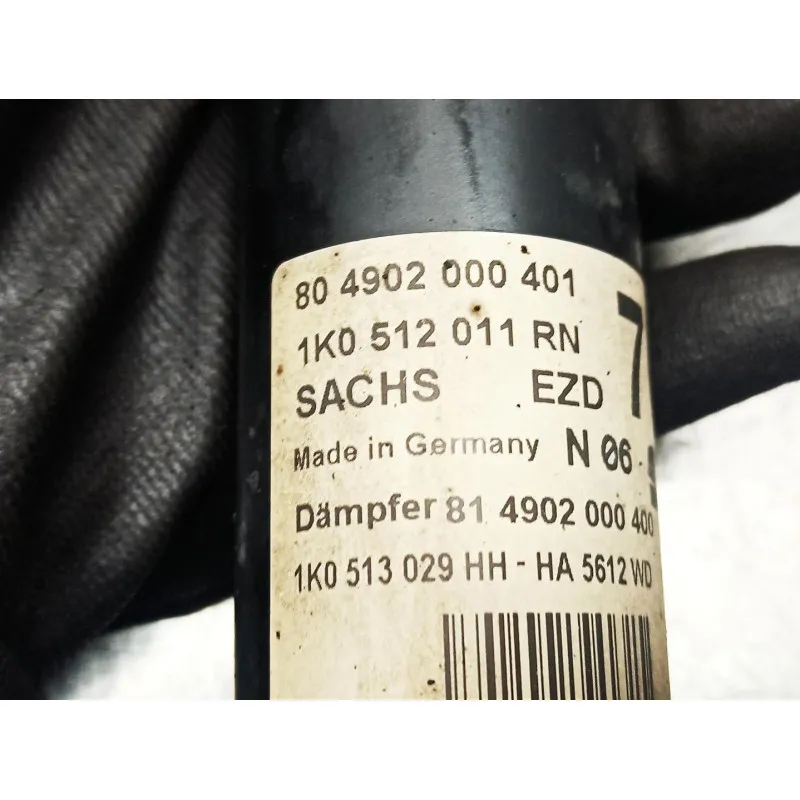 80 4902 000 401
1K0 512 011 RN
SACHS EZD 7
Made in Germany N 06
Dämpfer 81 4902 000 400
1K0 513 029 HH - HA 5612 WD